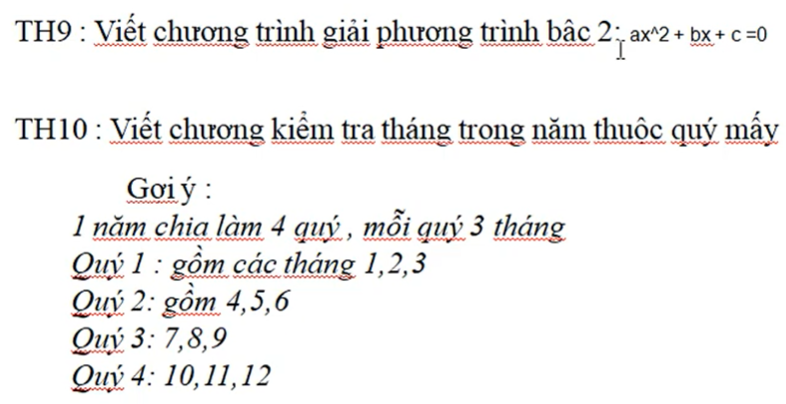 TH9 : Viết chương trình giải phương trình bâc 2: ax^2 + bx + c =0
TH10 : Viết chương kiểm tra tháng trong năm thuộc quý mấy
Gợi ý :
1 năm chia làm 4 quý , mỗi quý 3 tháng
Quý 1 : gồm các tháng 1,2,3
Quý 2: gồm 4,5,6
Quý 3: 7,8,9
Quý 4: 10,11,12